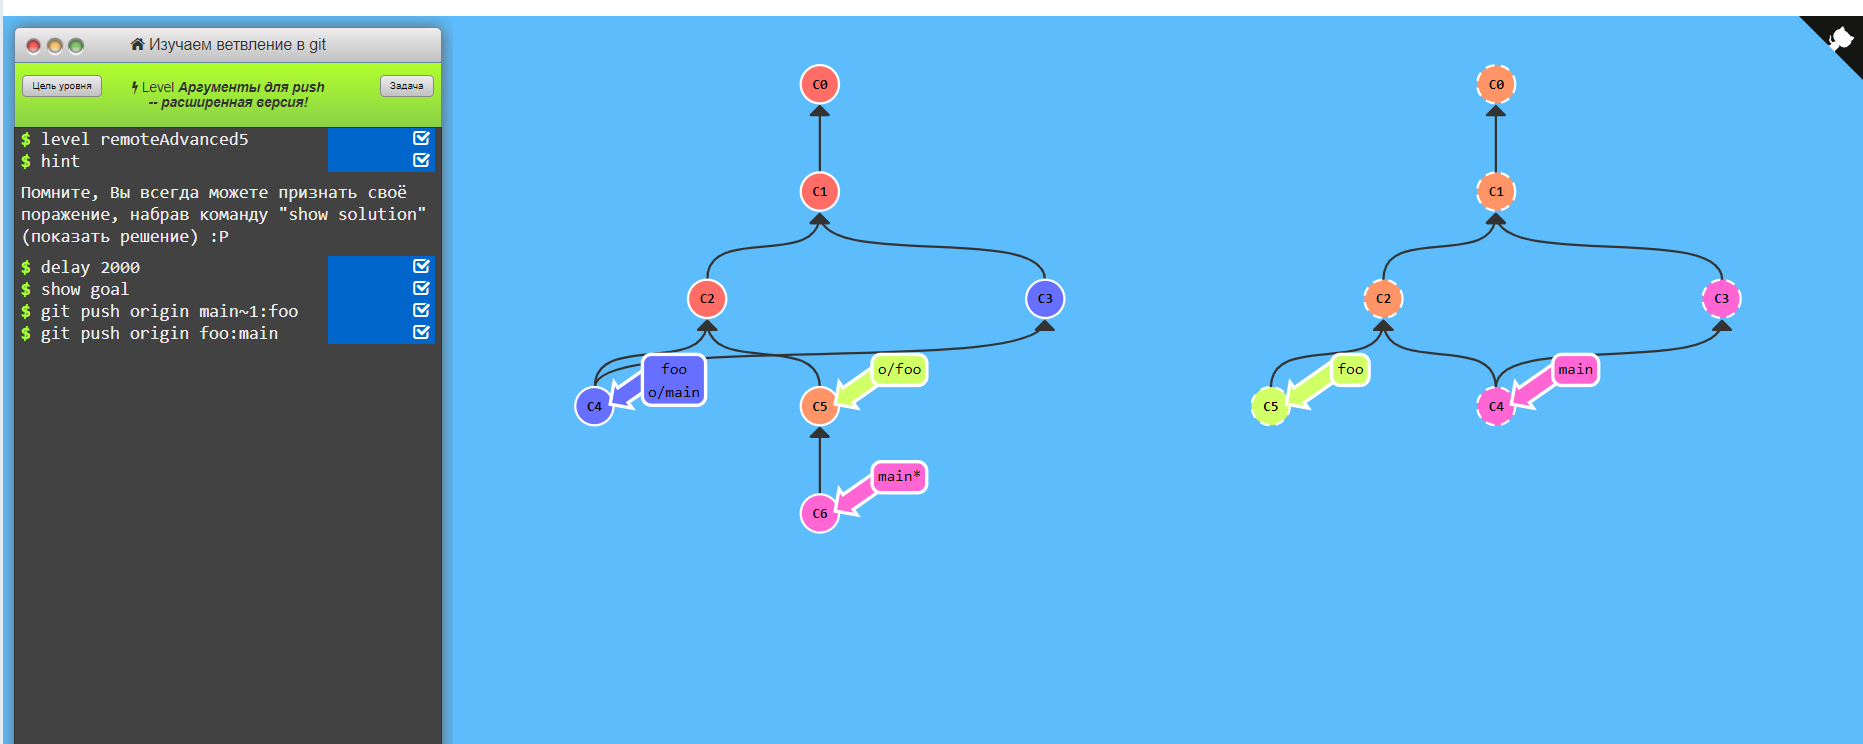 Изучаем ветвление в git
Цель уровня
Level Аргументы для push
-- расширенная версия!
Задача
$ level remoteAdvanced5
$ hint
Помните, Вы всегда можете признать своё
поражение, набрав команду "show solution"
(показать решение) :P
$ delay 2000
$ show goal
$ git push origin main~1:foo
$ git push origin foo:main
C0
C1
C2
C3
foo
o/main
o/foo
C4
C5
main*
C6
C0
C1
C2
C3
foo
main
C5
C4